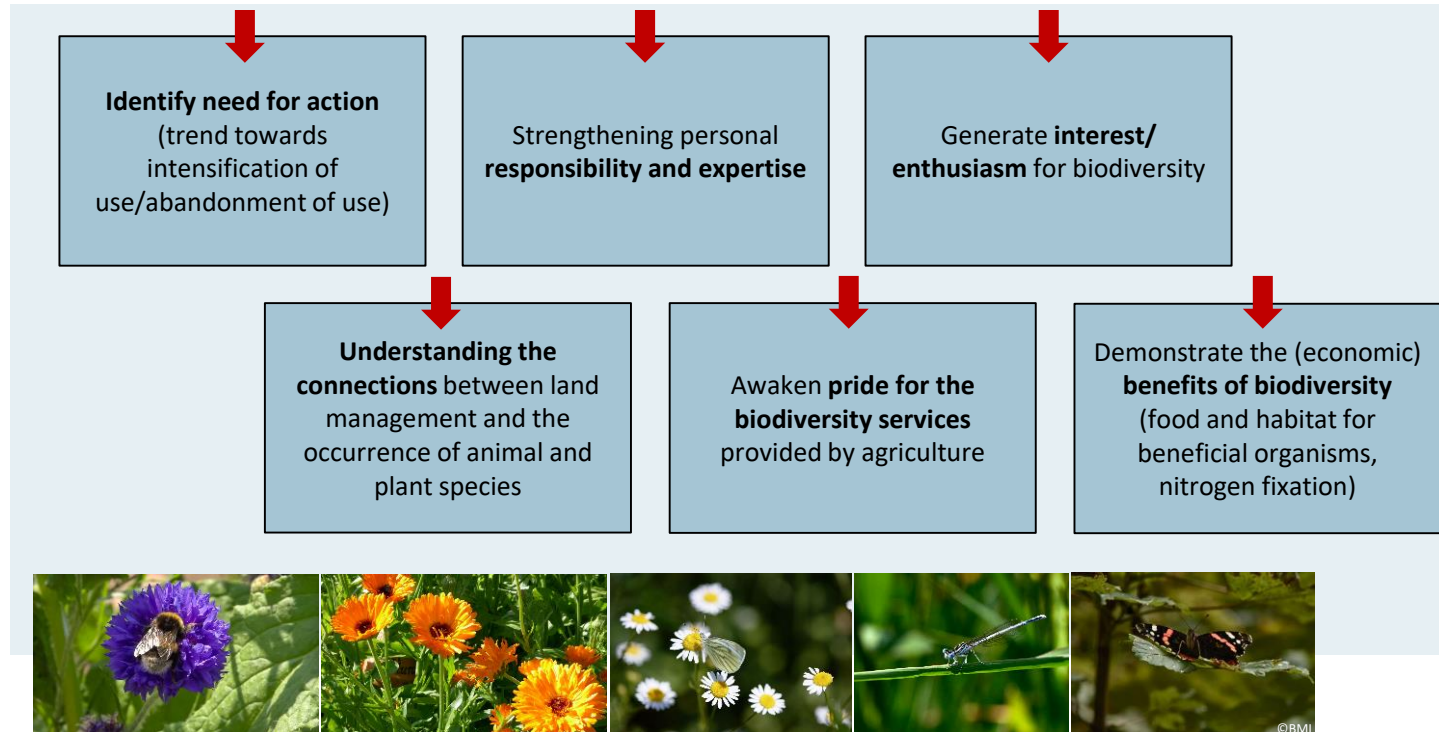 Identify need for action
(trend towards
intensification of
use/abandonment of use)
Strengthening personal
responsibility and expertise
Generate interest/
enthusiasm for biodiversity
Understanding the
connections between land
management and the
occurrence of animal and
plant species
Awaken pride for the
biodiversity services
provided by agriculture
Demonstrate the (economic)
benefits of biodiversity
(food and habitat for
beneficial organisms,
nitrogen fixation)